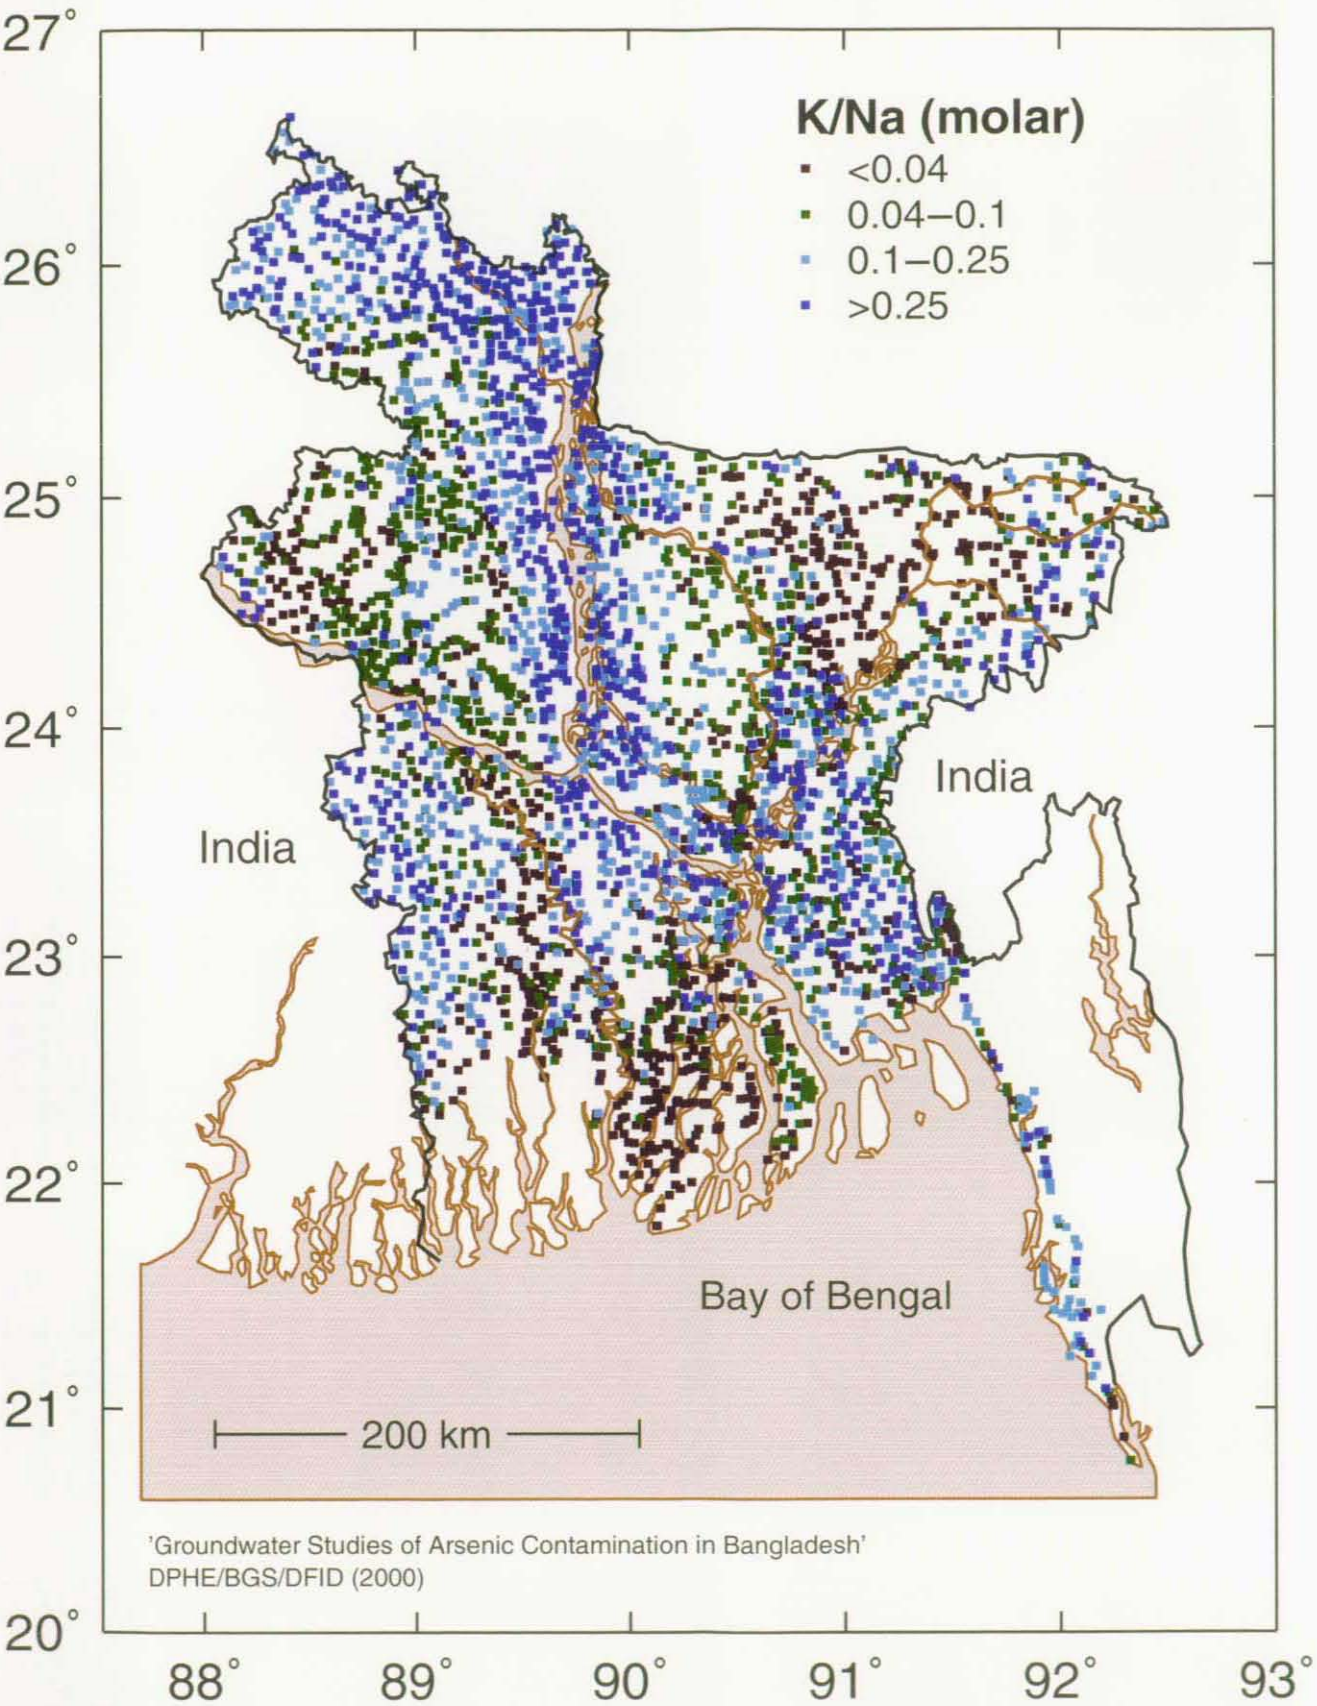 27°
K/Na (molar)
<0.04
0.04–0.1
0.1–0.25
>0.25
26°
25°
24°
India
India
23°
22°
Bay of Bengal
21°
200 km
'Groundwater Studies of Arsenic Contamination in Bangladesh'
DPHE/BGS/DFID (2000)
20°
88° 89° 90° 91° 92° 93°